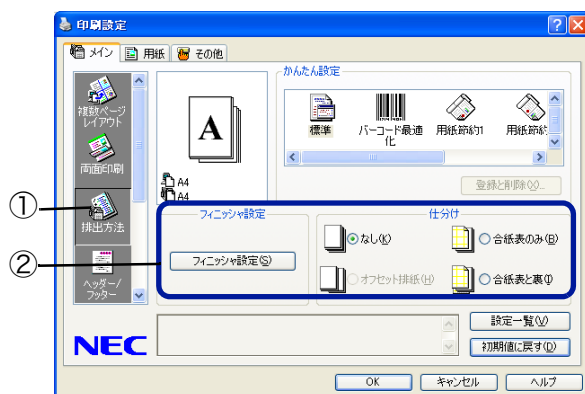 印刷設定
メイン
用紙
その他
複数ページ
レイアウト
両面印刷
①
排出方法
②
ヘッダー/
フッター
A
A4
A4
かんたん設定
標準
バーコード最適
化
用紙節約1
用紙節約
登録と削除(X)...
フィニッシャ設定
フィニッシャ設定(S)
仕分け
なし(K)
合紙表のみ(B)
オフセット排紙(H)
合紙表と裏(I)
NEC
設定一覧(V)
初期値に戻す(D)
OK
キャンセル
ヘルプ